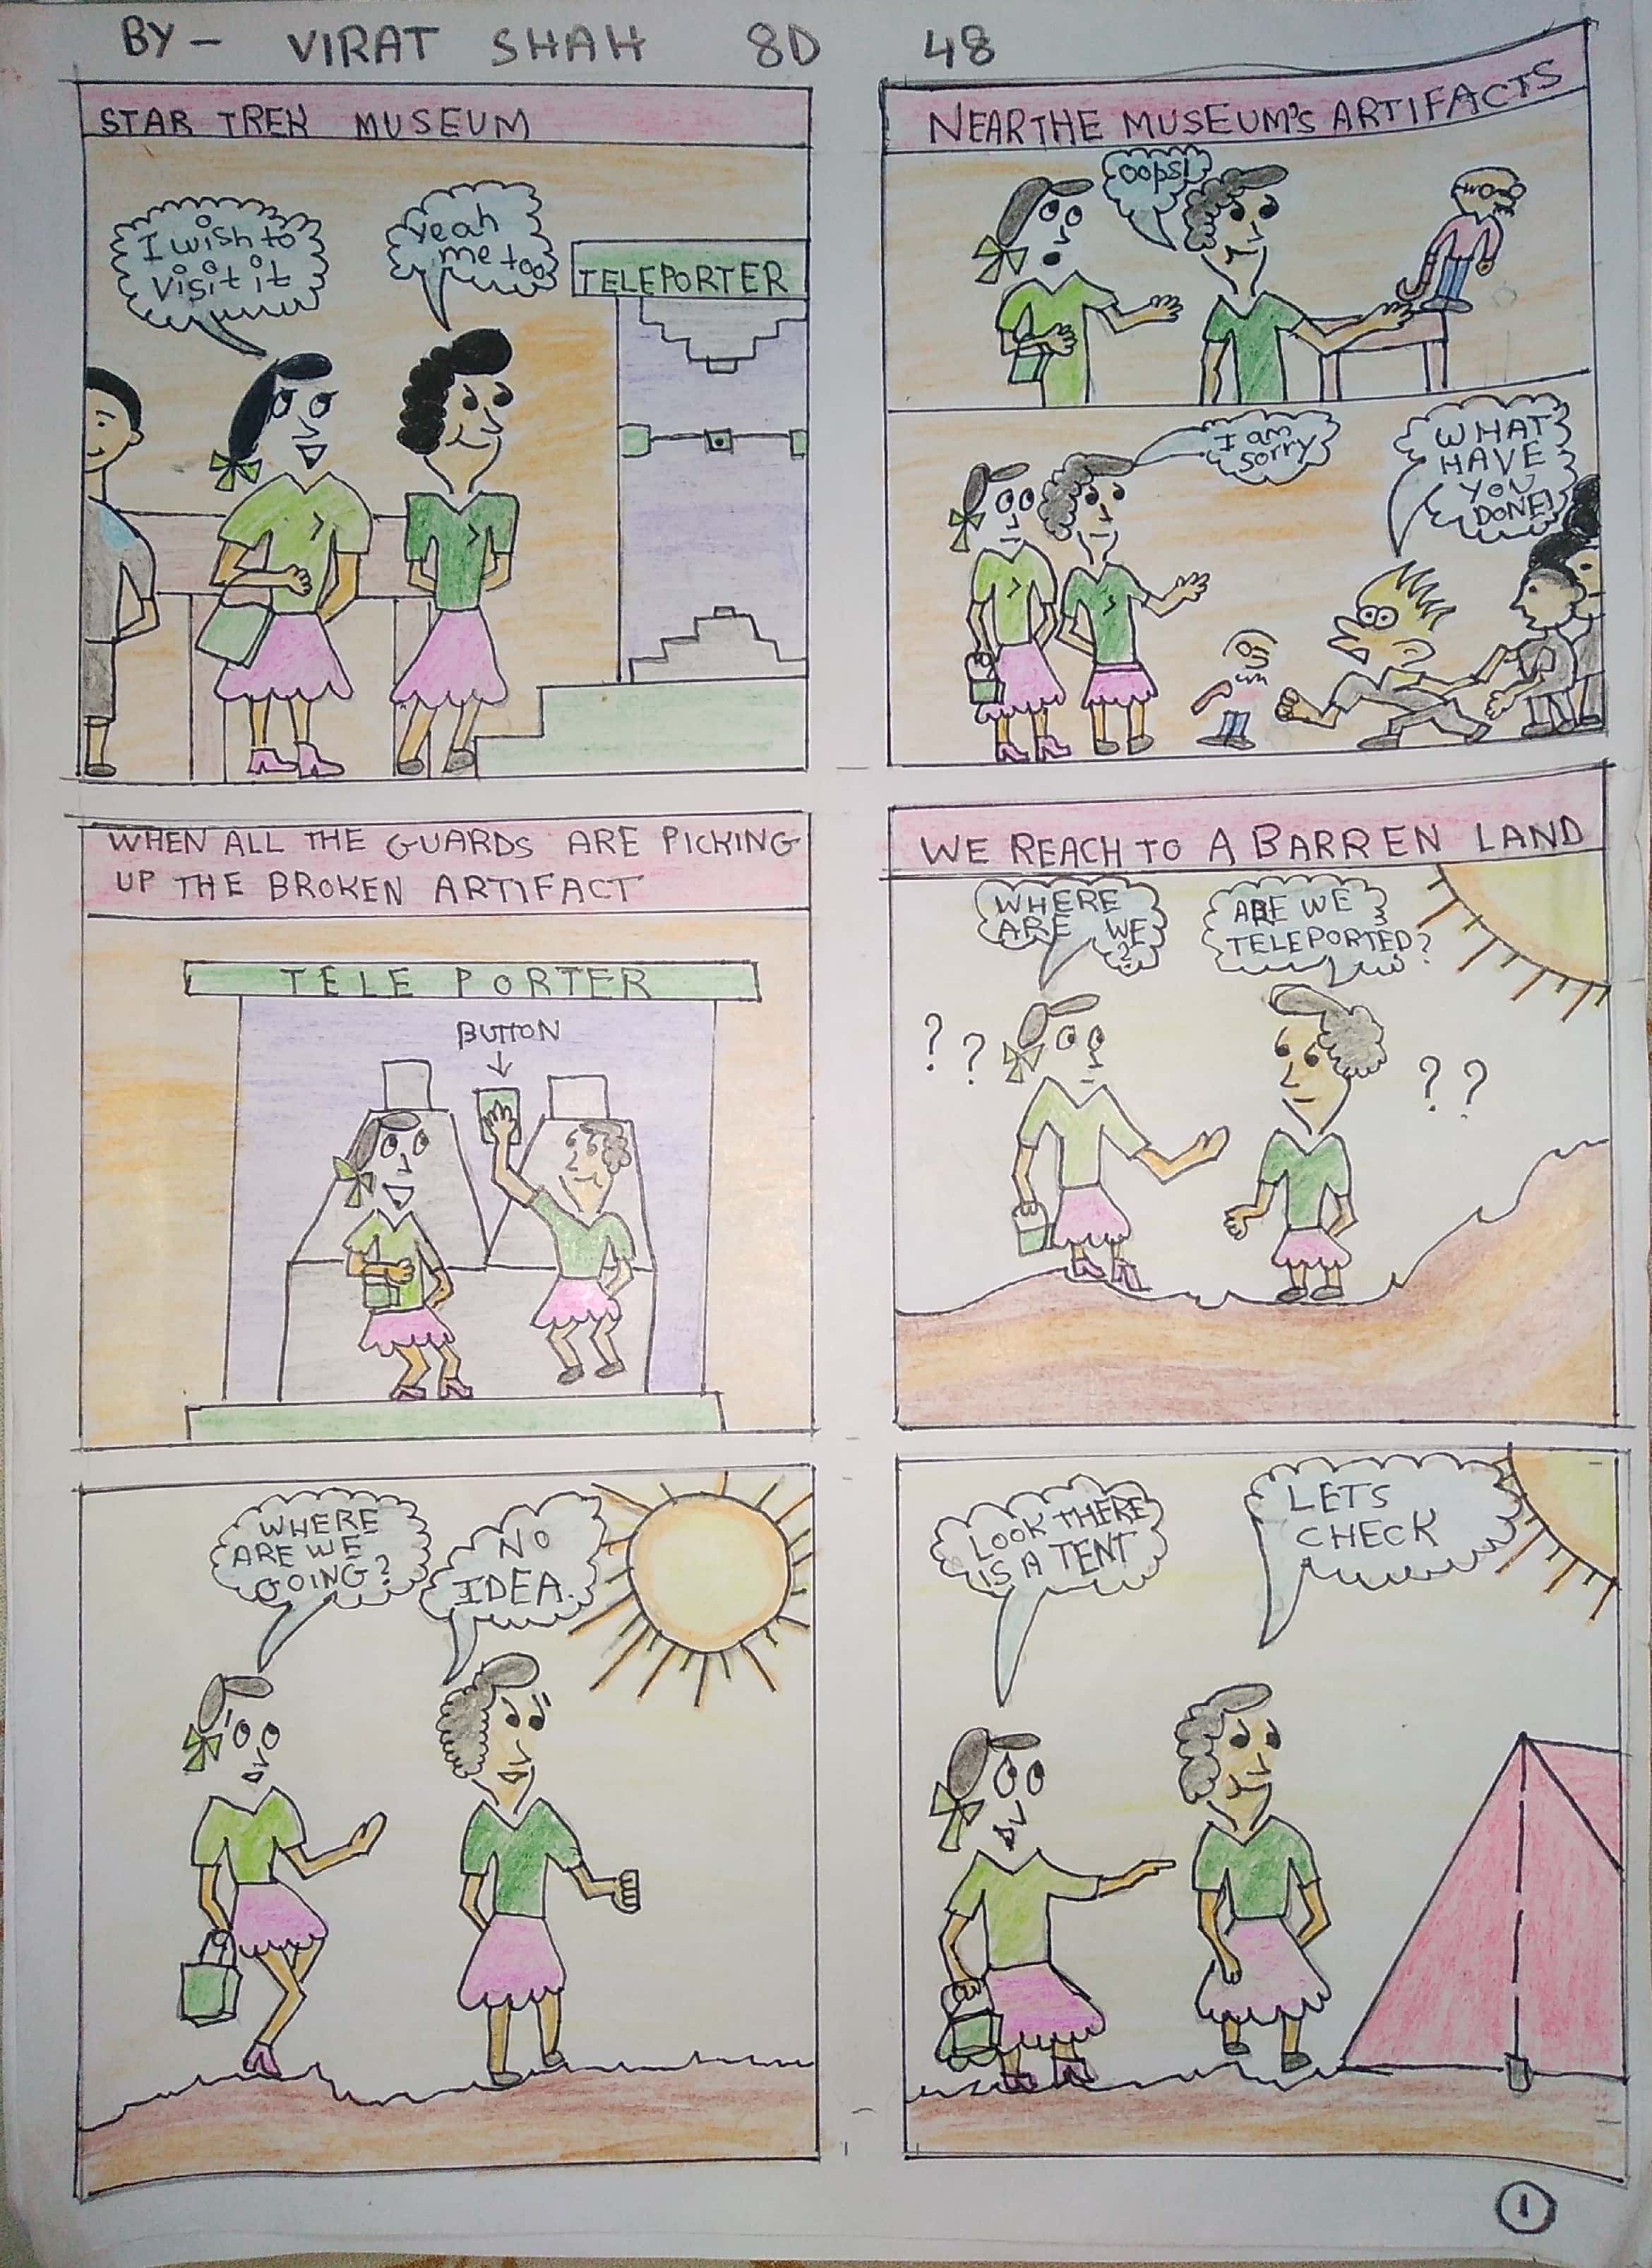 BY - VIRAT SHAH 8D 48
STAR TREK MUSEUM
I wish to
visit it
yeah
me too
TELEPORTER
NEAR THE MUSEUM'S ARTIFACTS
oops!
I am
sorry
WHAT
HAVE
YOU
DONE!
WHEN ALL THE GUARDS ARE PICKING
UP THE BROKEN ARTIFACT
TELE PORTER
BUTTON
WE REACH TO A BARREN LAND
WHERE
ARE WE
?
ARE WE
TELEPORTED?
? ?
? ?
WHERE
ARE WE
GOING?
NO
IDEA.
LOOK THERE
IS A TENT
LETS
CHECK
1